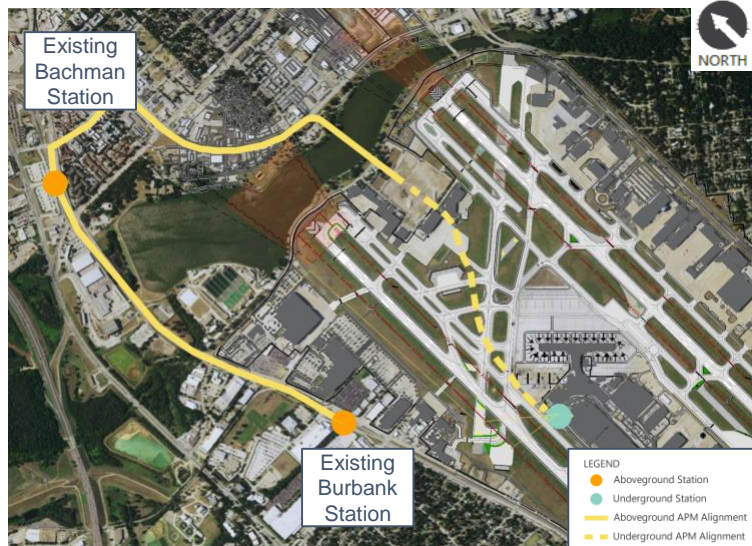 Existing
Bachman
Station
NORTH
Existing
Burbank
Station
LEGEND
Aboveground Station
Underground Station
Aboveground APM Alignment
Underground APM Alignment